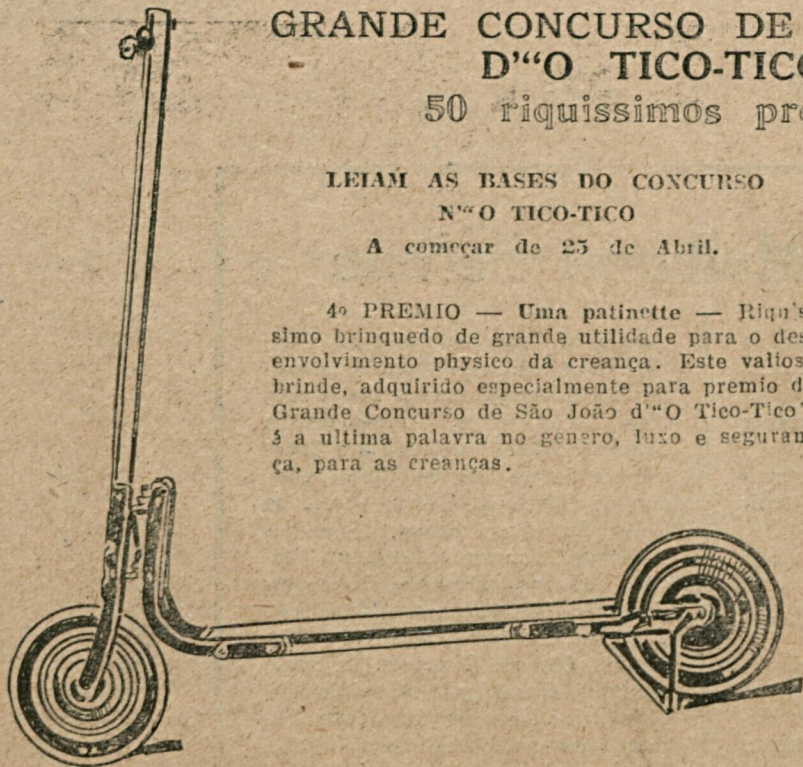 GRANDE CONCURSO DE
D'“O TICO-TICO
50 riquissimos pre
LEIAM AS BASES DO CONCURSO
N'“O TICO-TICO
A começar de 25 de Abril.
4º PREMIO — Uma patinette — Riqu's
simo brinquedo de grande utilidade para o des
envolvimento physico da creança. Este valios
brinde, adquirido especialmente para premio d
Grande Concurso de São João d'“O Tico-Tico”
é a ultima palavra no genero, luxo e seguran
ça, para as creanças.